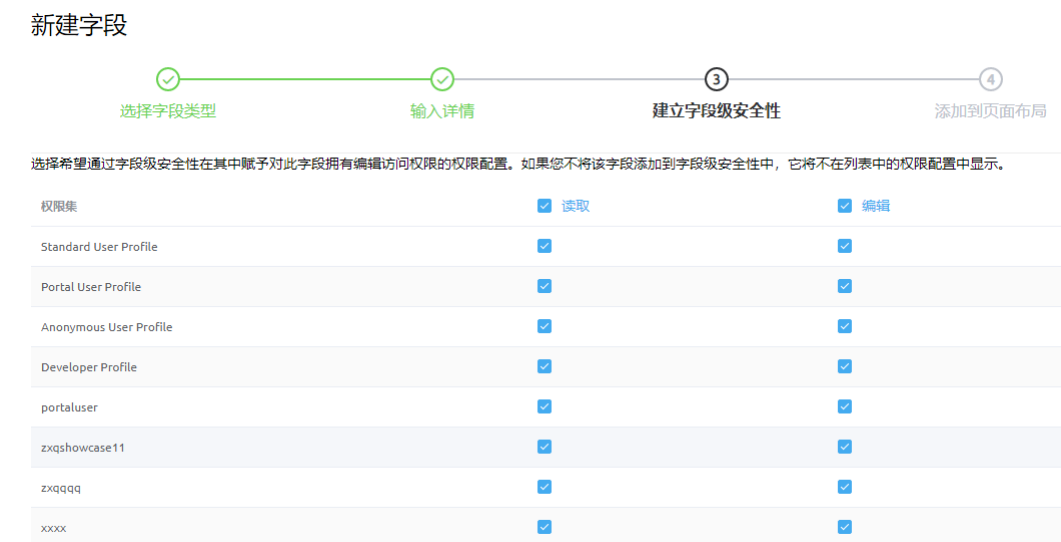 新建字段
3
4
选择字段类型
输入详情
建立字段级安全性
添加到页面布局
选择希望通过字段级安全性在其中赋予对此字段拥有编辑访问权限的权限配置。如果您不将该字段添加到字段级安全性中，它将不在列表中的权限配置中显示。
权限集 读取 编辑
Standard User Profile
Portal User Profile
Anonymous User Profile
Developer Profile
portaluser
zxqshowcase11
zxqqqq
xxxx